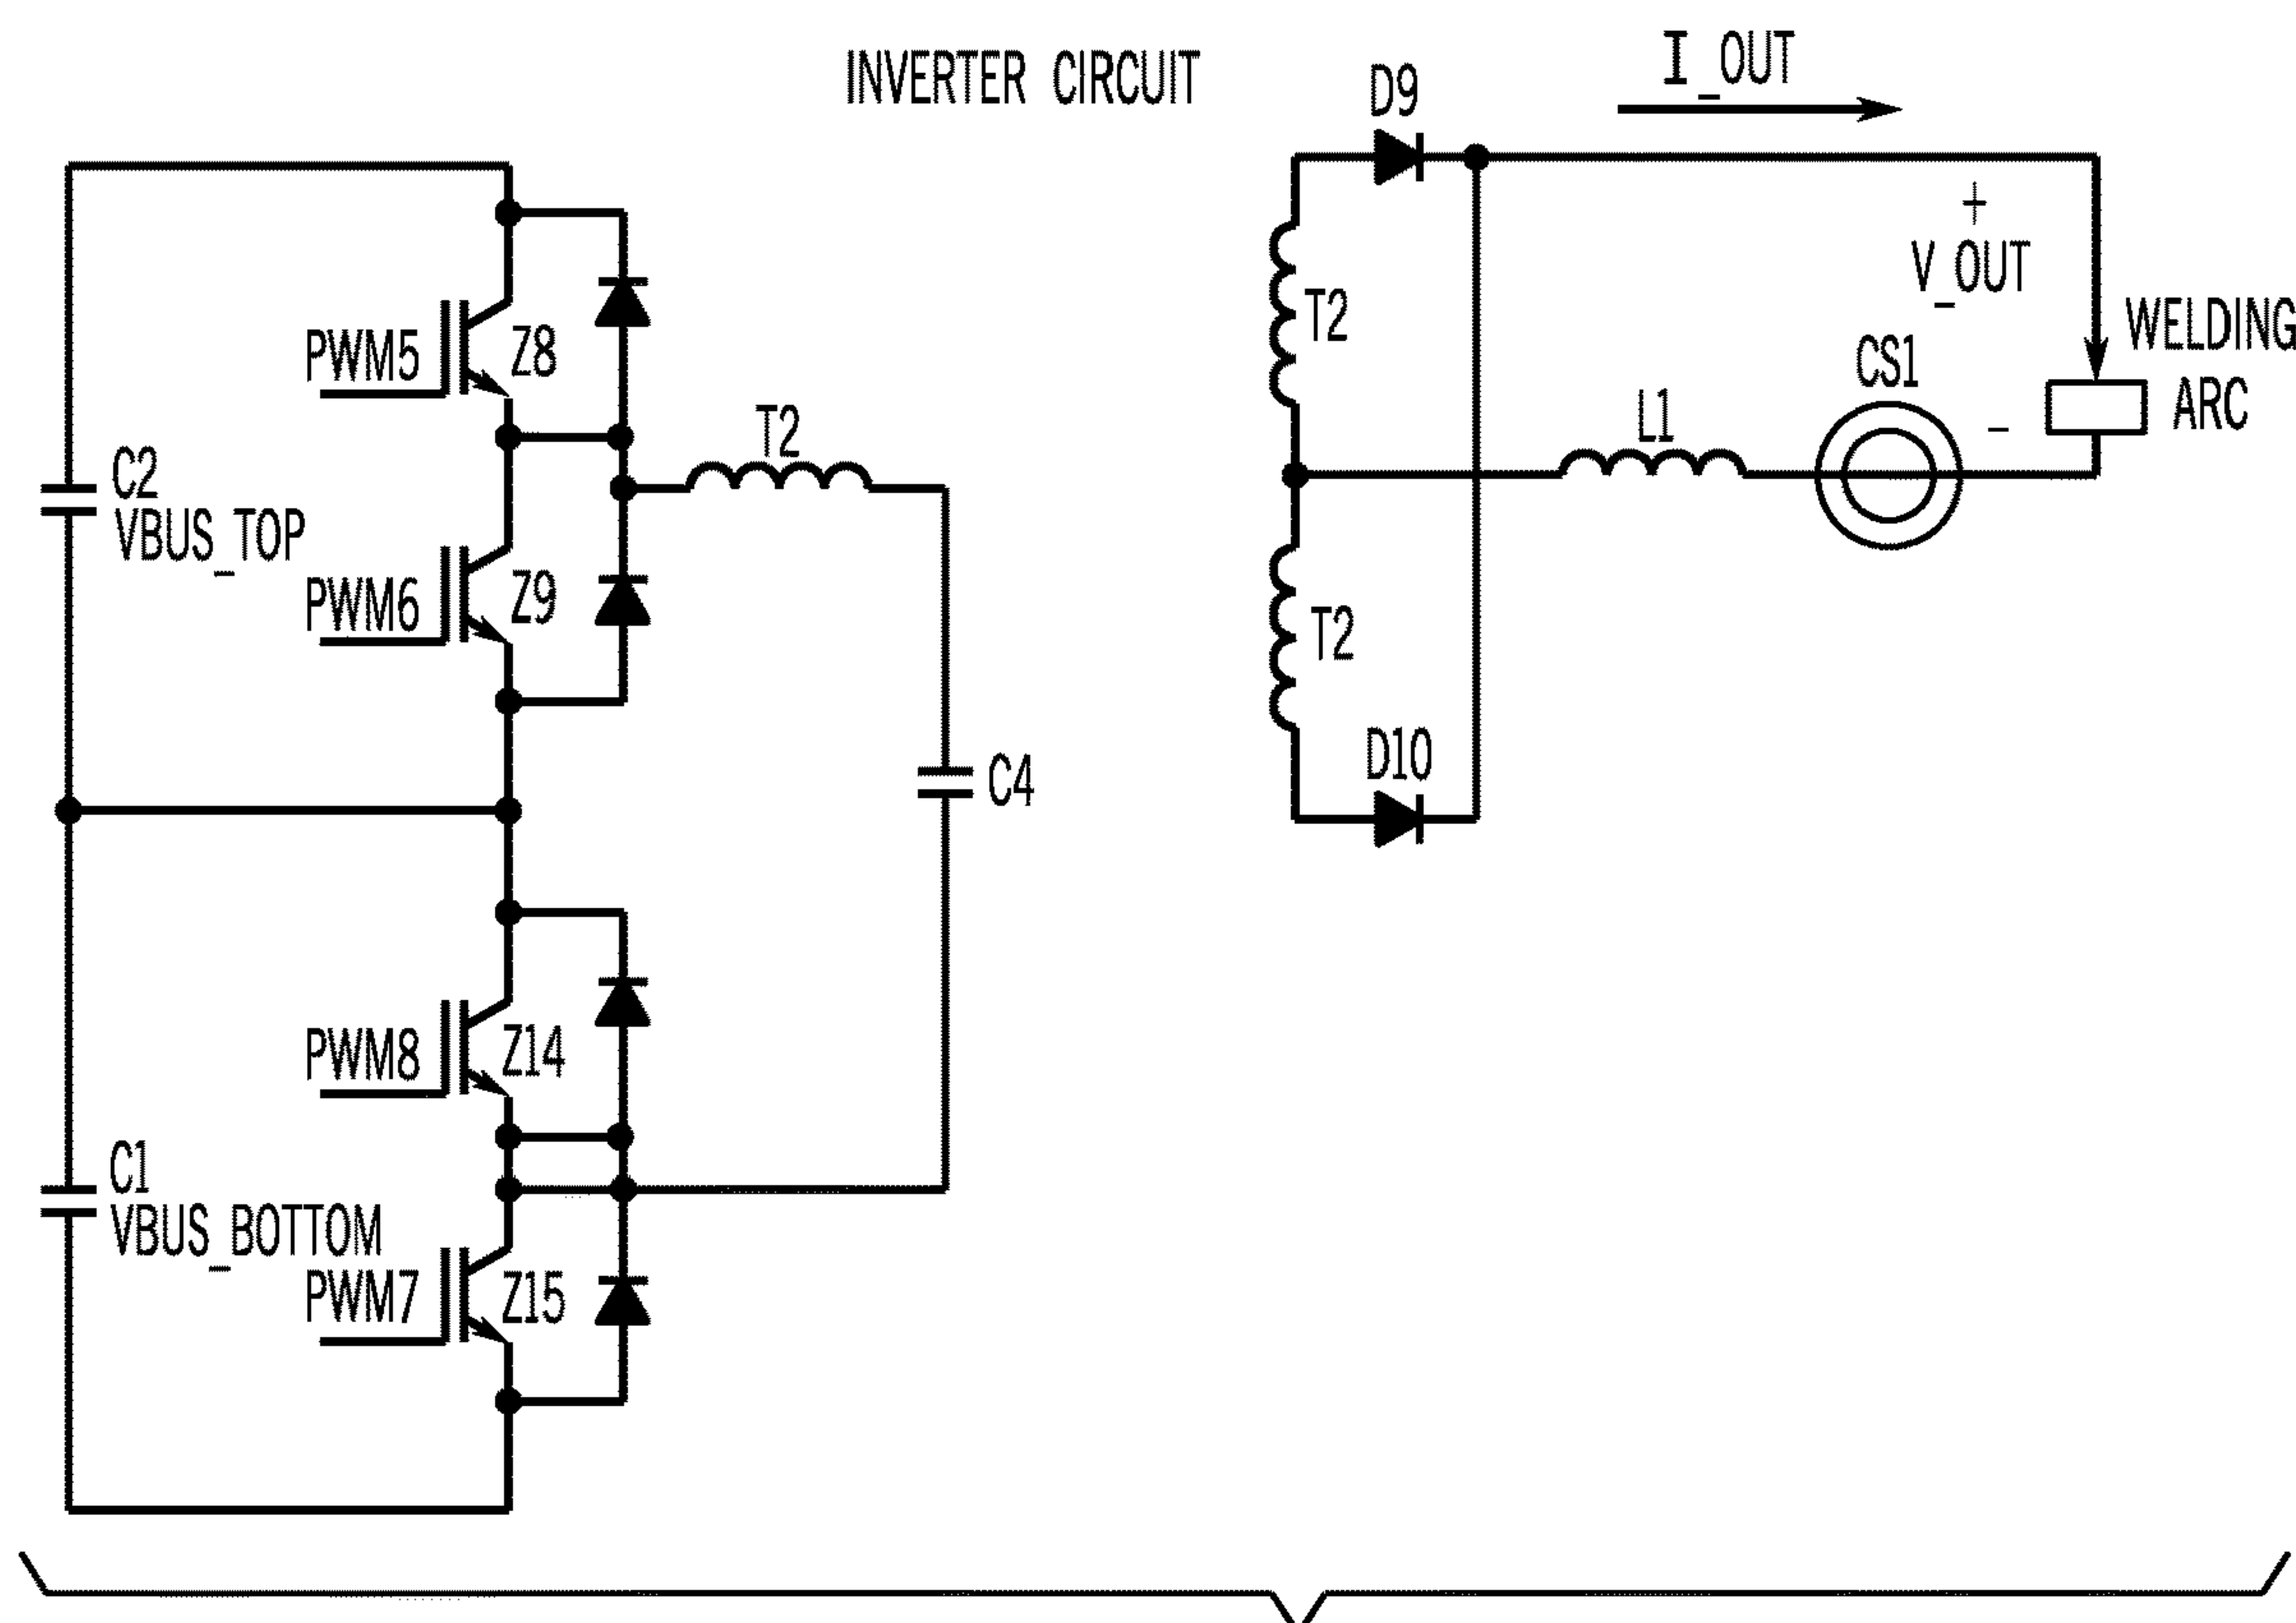 INVERTER CIRCUIT
I_OUT
D9
+
V_OUT
WELDING
ARC
CS1
-
L1
T2
T2
D10
PWM5
Z8
T2
C2
VBUS_TOP
PWM6
Z9
C4
PWM8
Z14
C1
VBUS_BOTTOM
PWM7
Z15